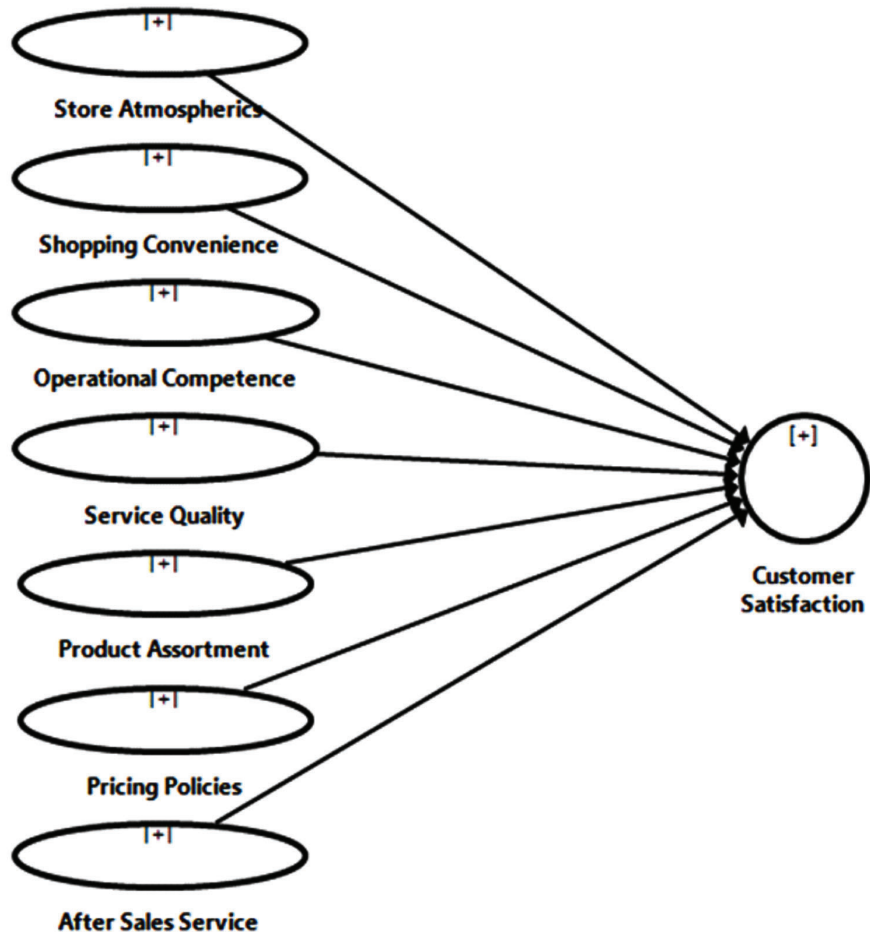 [+]
Store Atmospherics
[+]
Shopping Convenience
[+]
Operational Competence
[+]
Service Quality
[+]
Product Assortment
[+]
Pricing Policies
[+]
After Sales Service
[+]
Customer
Satisfaction